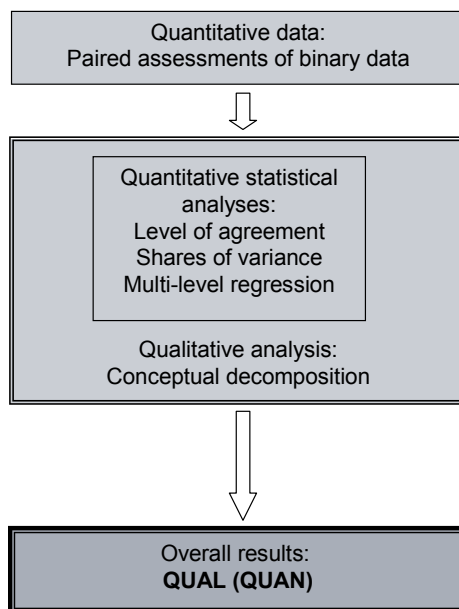 Quantitative data:
Paired assessments of binary data
Quantitative statistical
analyses:
Level of agreement
Shares of variance
Multi-level regression
Qualitative analysis:
Conceptual decomposition
Overall results:
QUAL (QUAN)